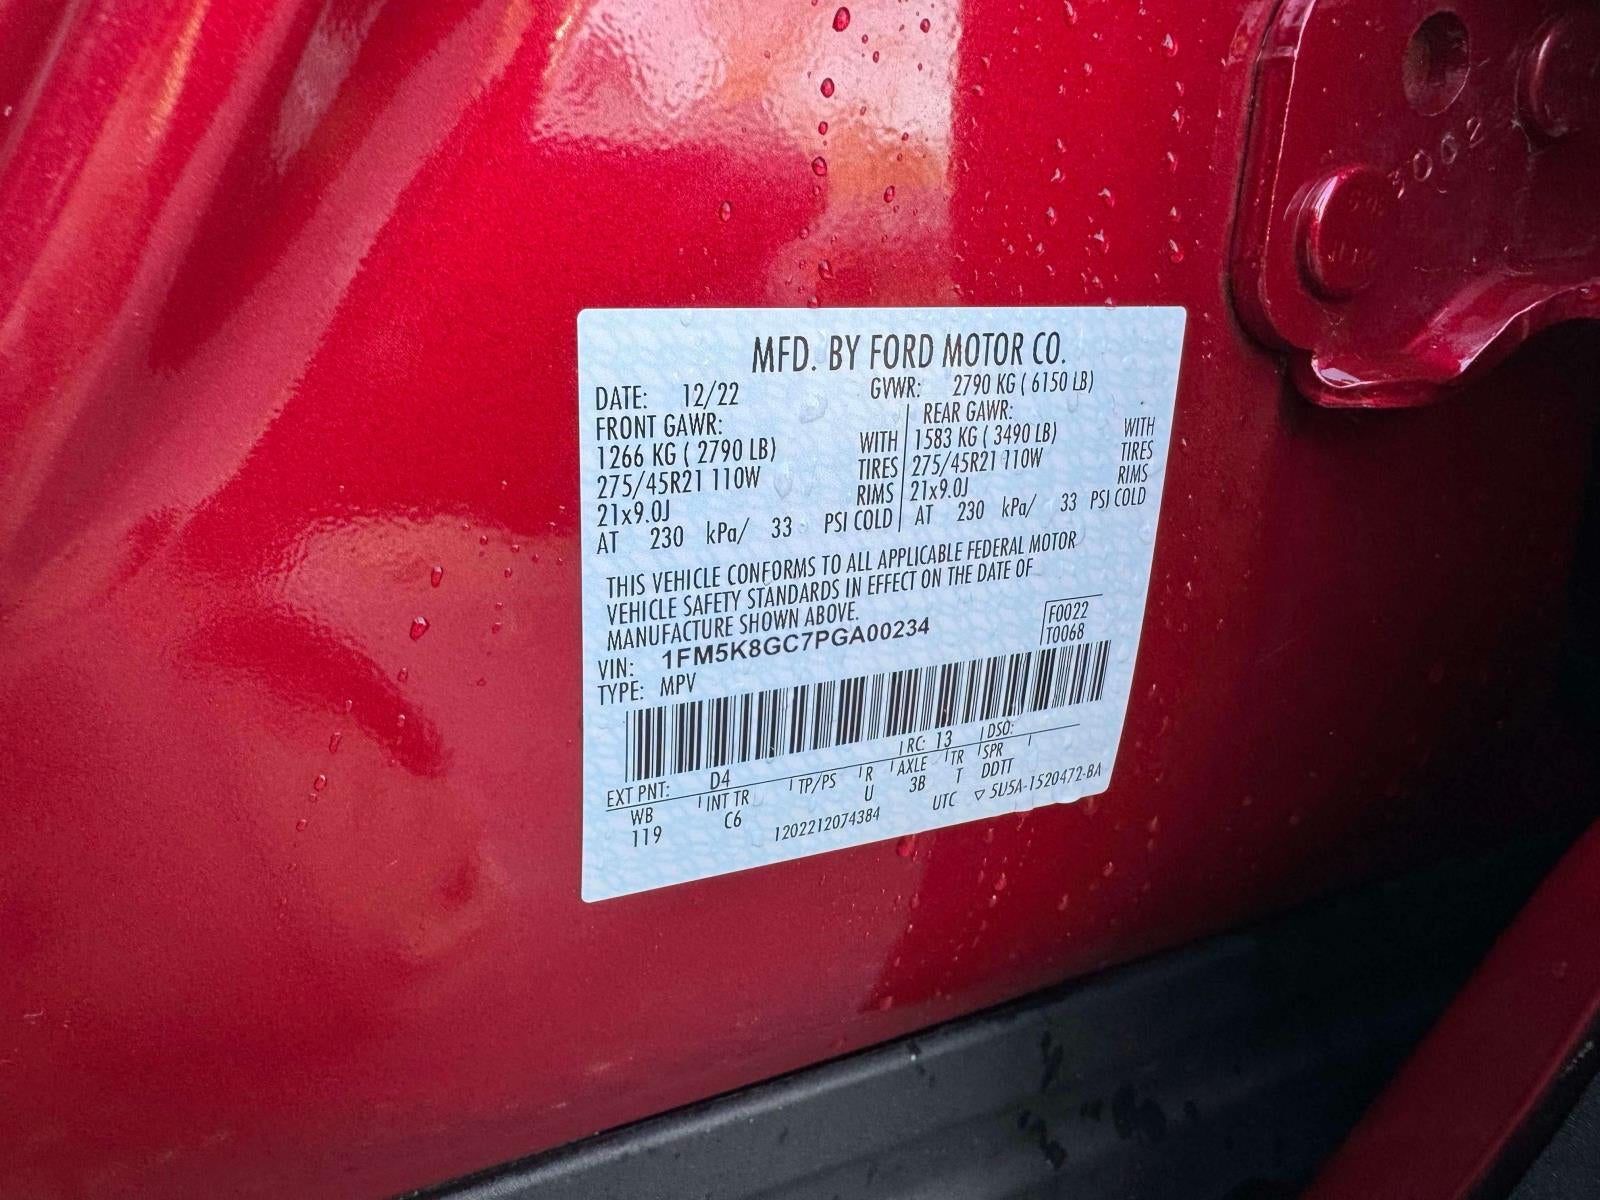 3002
MFD. BY FORD MOTOR CO.
DATE: 12/22 GVWR: 2790 KG ( 6150 LB)
FRONT GAWR: REAR GAWR:
1266 KG ( 2790 LB) WITH 1583 KG ( 3490 LB) WITH
275/45R21 110W TIRES 275/45R21 110W TIRES
21x9.0J RIMS 21x9.0J RIMS
AT 230 kPa/ 33 PSI COLD AT 230 kPa/ 33 PSI COLD
THIS VEHICLE CONFORMS TO ALL APPLICABLE FEDERAL MOTOR
VEHICLE SAFETY STANDARDS IN EFFECT ON THE DATE OF
MANUFACTURE SHOWN ABOVE.
F0022
VIN: 1FM5K8GC7PGA00234
T0068
TYPE: MPV
RC: 13 DSO:
EXT PNT: D4
WB INT TR TP/PS R AXLE TR SPR
119 C6 U 3B T DDTT
1202212074384 UTC ▽ 5U5A-1520472-BA